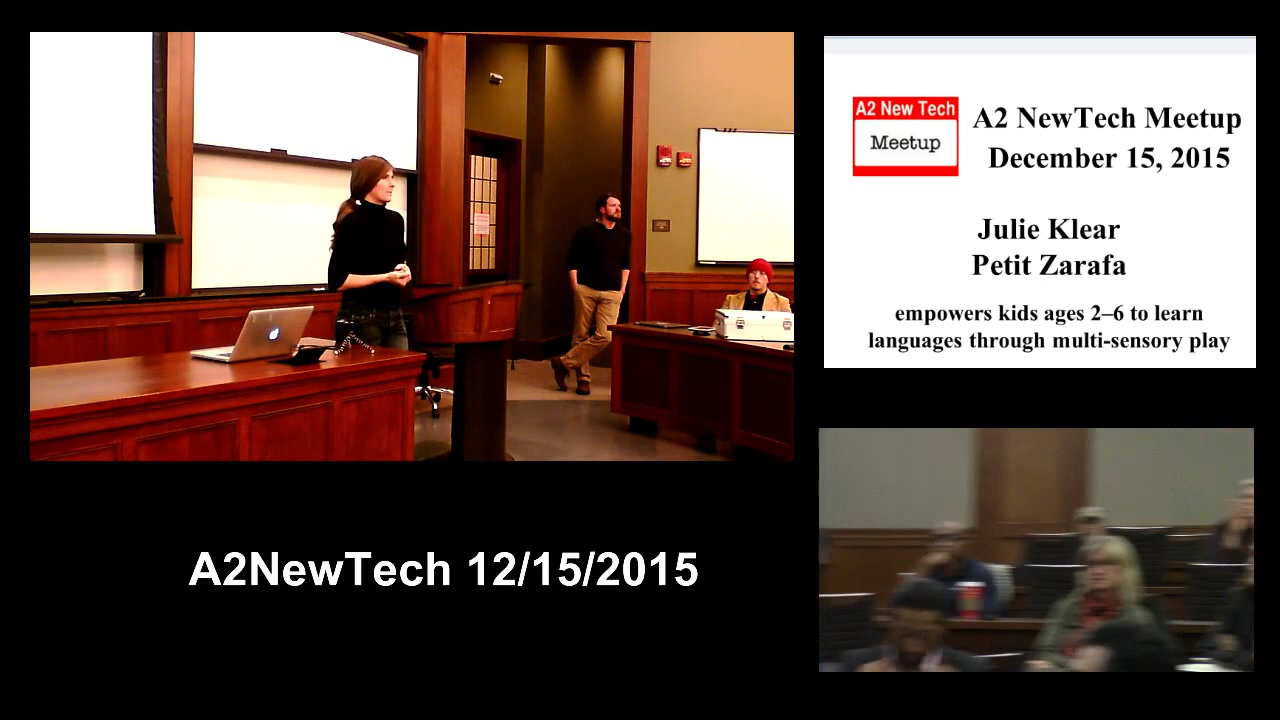 A2 New Tech
Meetup
A2 NewTech Meetup
December 15, 2015
Julie Klear
Petit Zarafa
empowers kids ages 2–6 to learn
languages through multi-sensory play
A2NewTech 12/15/2015